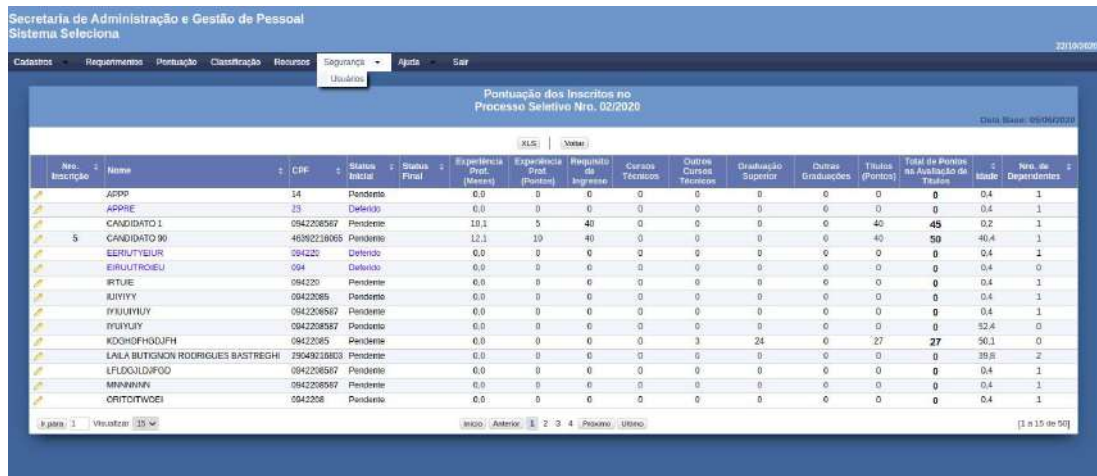 Secretaria de Administração e Gestão de Pessoal
Sistema Seleciona
22/10/2020
Cadastros Requerimentos Pontuação Classificação Recursos Segurança Ajuda Sair
Usuários
Pontuação dos Inscritos no
Processo Seletivo Nro. 02/2020
Data Base: 05/06/2020
XLS | Voltar
Nro. Inscrição Nome CPF Status Inicial Status Final Experiência Prof. (Meses) Experiência Prof. (Pontos) Requisito de Ingresso Cursos Técnicos Outros Cursos Técnicos Graduação Superior Outras Graduações Títulos (Pontos) Total de Pontos na Avaliação de Títulos Idade Nro. de Dependentes
APPP 14 Pendente 0,0 0 0 0 0 0 0 0 0 0,4 1
APPRE 23 Deferido 0,0 0 0 0 0 0 0 0 0 0,4 1
CANDIDATO 1 0942208587 Pendente 10,1 5 40 0 0 0 0 40 45 0,2 1
5 CANDIDATO 90 46392216065 Pendente 12,1 10 40 0 0 0 0 40 50 40,4 1
EERIUTYEIUR 094220 Deferido 0,0 0 0 0 0 0 0 0 0 0,4 1
EIRUUTROIEU 094 Deferido 0,0 0 0 0 0 0 0 0 0 0,4 0
IRTUIE 094220 Pendente 0,0 0 0 0 0 0 0 0 0 0,4 1
IUIYIYY 09422085 Pendente 0,0 0 0 0 0 0 0 0 0 0,4 1
IYIUUIYIUY 0942208587 Pendente 0,0 0 0 0 0 0 0 0 0 0,4 1
IYUIYUIY 0942208587 Pendente 0,0 0 0 0 0 0 0 0 0 52,4 0
KDGHDFHGDJFH 09422085 Pendente 0,0 0 0 0 3 24 0 27 27 50,1 0
LAILA BUTIGNON RODRIGUES BASTREGHI 29049216803 Pendente 0,0 0 0 0 0 0 0 0 0 39,8 2
LFLDGJLDJFGD 0942208587 Pendente 0,0 0 0 0 0 0 0 0 0 0,4 1
MNNNNNN 0942208587 Pendente 0,0 0 0 0 0 0 0 0 0 0,4 1
ORITOITWOEII 0942208 Pendente 0,0 0 0 0 0 0 0 0 0 0,4 1
Ir para 1 Visualizar 15 Início Anterior 1 2 3 4 Próximo Último [1 a 15 de 50]